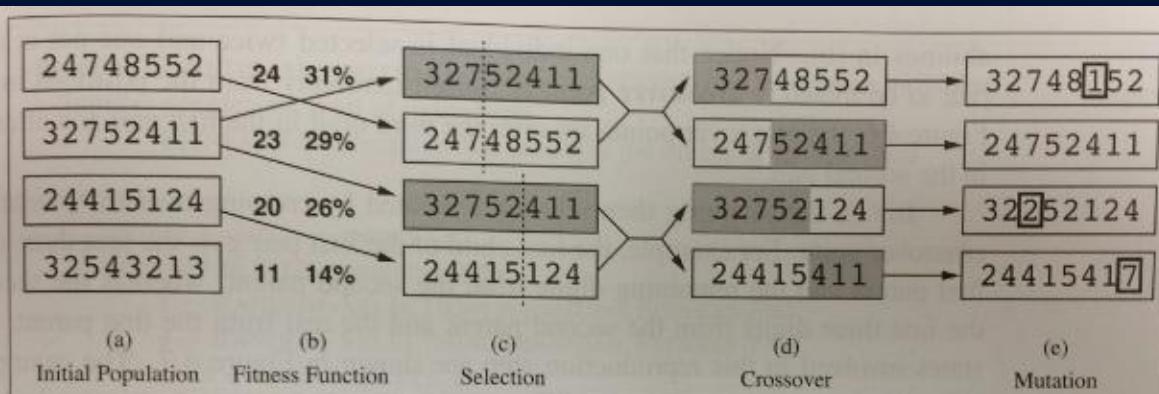 24748552 24 31% 32752411 32748552 32748152
32752411 23 29% 24748552 24752411 24752411
24415124 20 26% 32752411 32752124 32252124
32543213 11 14% 24415124 24415411 24415417
(a) (b) (c) (d) (e)
Initial Population Fitness Function Selection Crossover Mutation